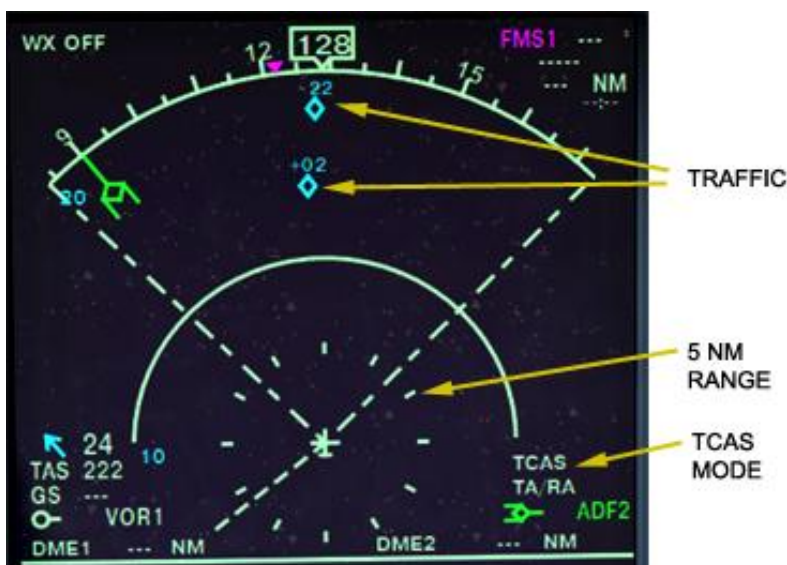 WX OFF
12
128
15
9
FMS1 ---
-----
--- NM
--:--
-22
TRAFFIC
+02
20
5 NM
RANGE
TCAS
MODE
24
10
TAS 222
GS ---
VOR1
TCAS
TA/RA
ADF2
DME1 --- NM
DME2 --- NM